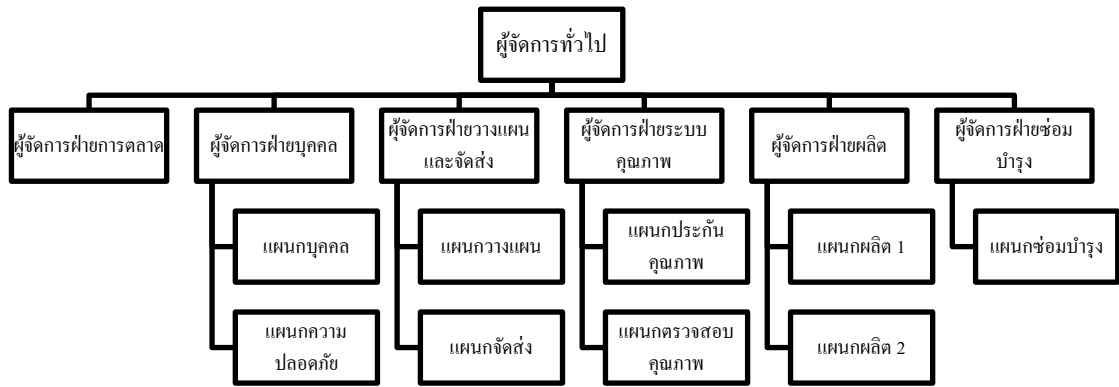 ผู้จัดการทั่วไป
ผู้จัดการฝ่ายการตลาด
ผู้จัดการฝ่ายบุคคล
ผู้จัดการฝ่ายวางแผน
และจัดส่ง
ผู้จัดการฝ่ายระบบ
คุณภาพ
ผู้จัดการฝ่ายผลิต
ผู้จัดการฝ่ายซ่อม
บำรุง
แผนกบุคคล
แผนกวางแผน
แผนกประกัน
คุณภาพ
แผนกผลิต 1
แผนกซ่อมบำรุง
แผนกความ
ปลอดภัย
แผนกจัดส่ง
แผนกตรวจสอบ
คุณภาพ
แผนกผลิต 2